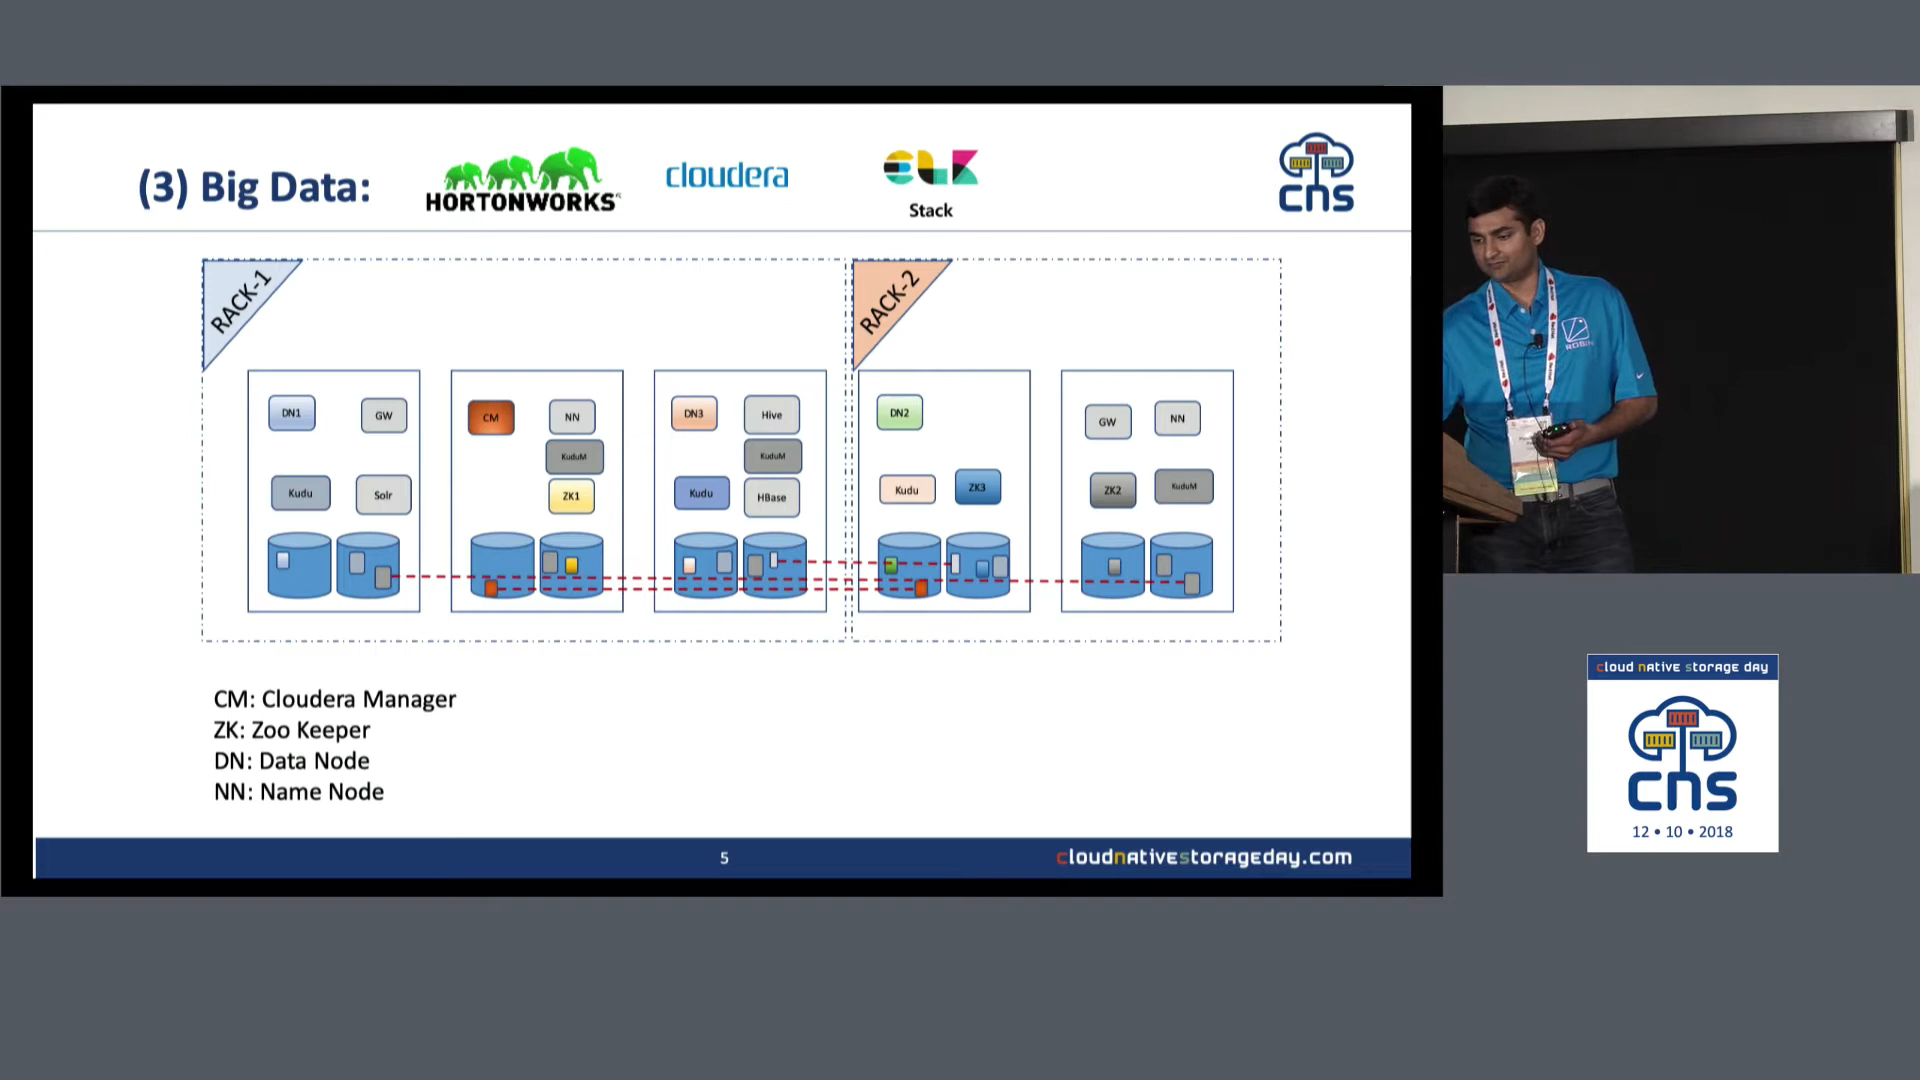 (3) Big Data:
HORTONWORKS
cloudera
ELK
Stack
cns
RACK-1
RACK-2
DN1
GW
Kudu
Solr
CM
NN
KuduM
ZK1
DN3
Hive
KuduM
Kudu
HBase
DN2
Kudu
ZK3
GW
NN
ZK2
KuduM
CM: Cloudera Manager
ZK: Zoo Keeper
DN: Data Node
NN: Name Node
5
cloudnativestorageday.com
ROBIN
cloud native storage day
cns
12 • 10 • 2018